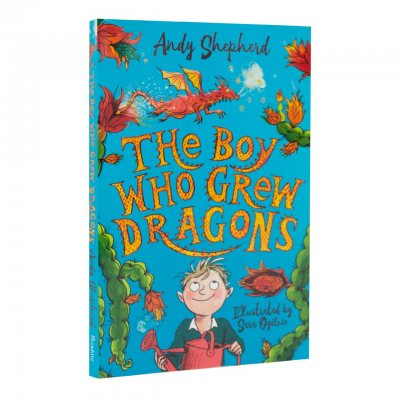 Andy Shepherd
THE BOY
WHO GREW
DRAGONS
Illustrated by
Sara Ogilvie
THE BOY WHO GREW DRAGONS Andy Shepherd